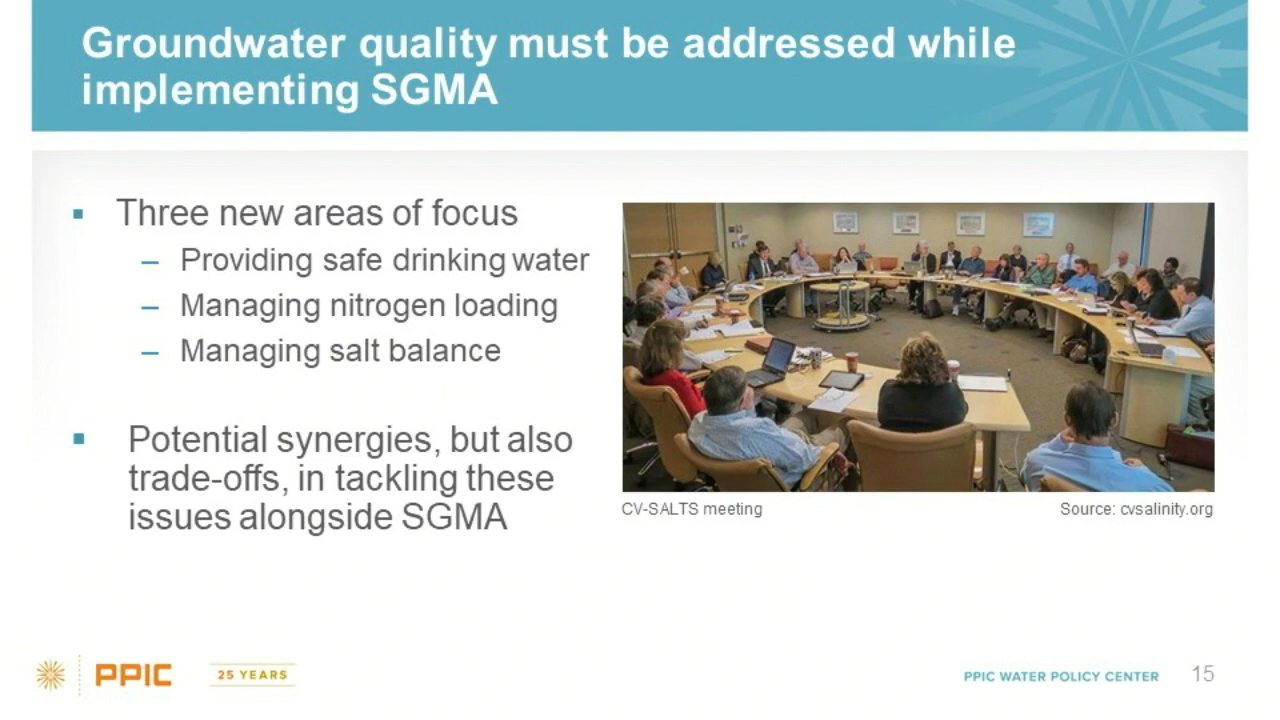 Groundwater quality must be addressed while
implementing SGMA
▪ Three new areas of focus
– Providing safe drinking water
– Managing nitrogen loading
– Managing salt balance
▪ Potential synergies, but also
trade-offs, in tackling these
issues alongside SGMA
CV-SALTS meeting
Source: cvsalinity.org
PPIC
25 YEARS
PPIC WATER POLICY CENTER
15